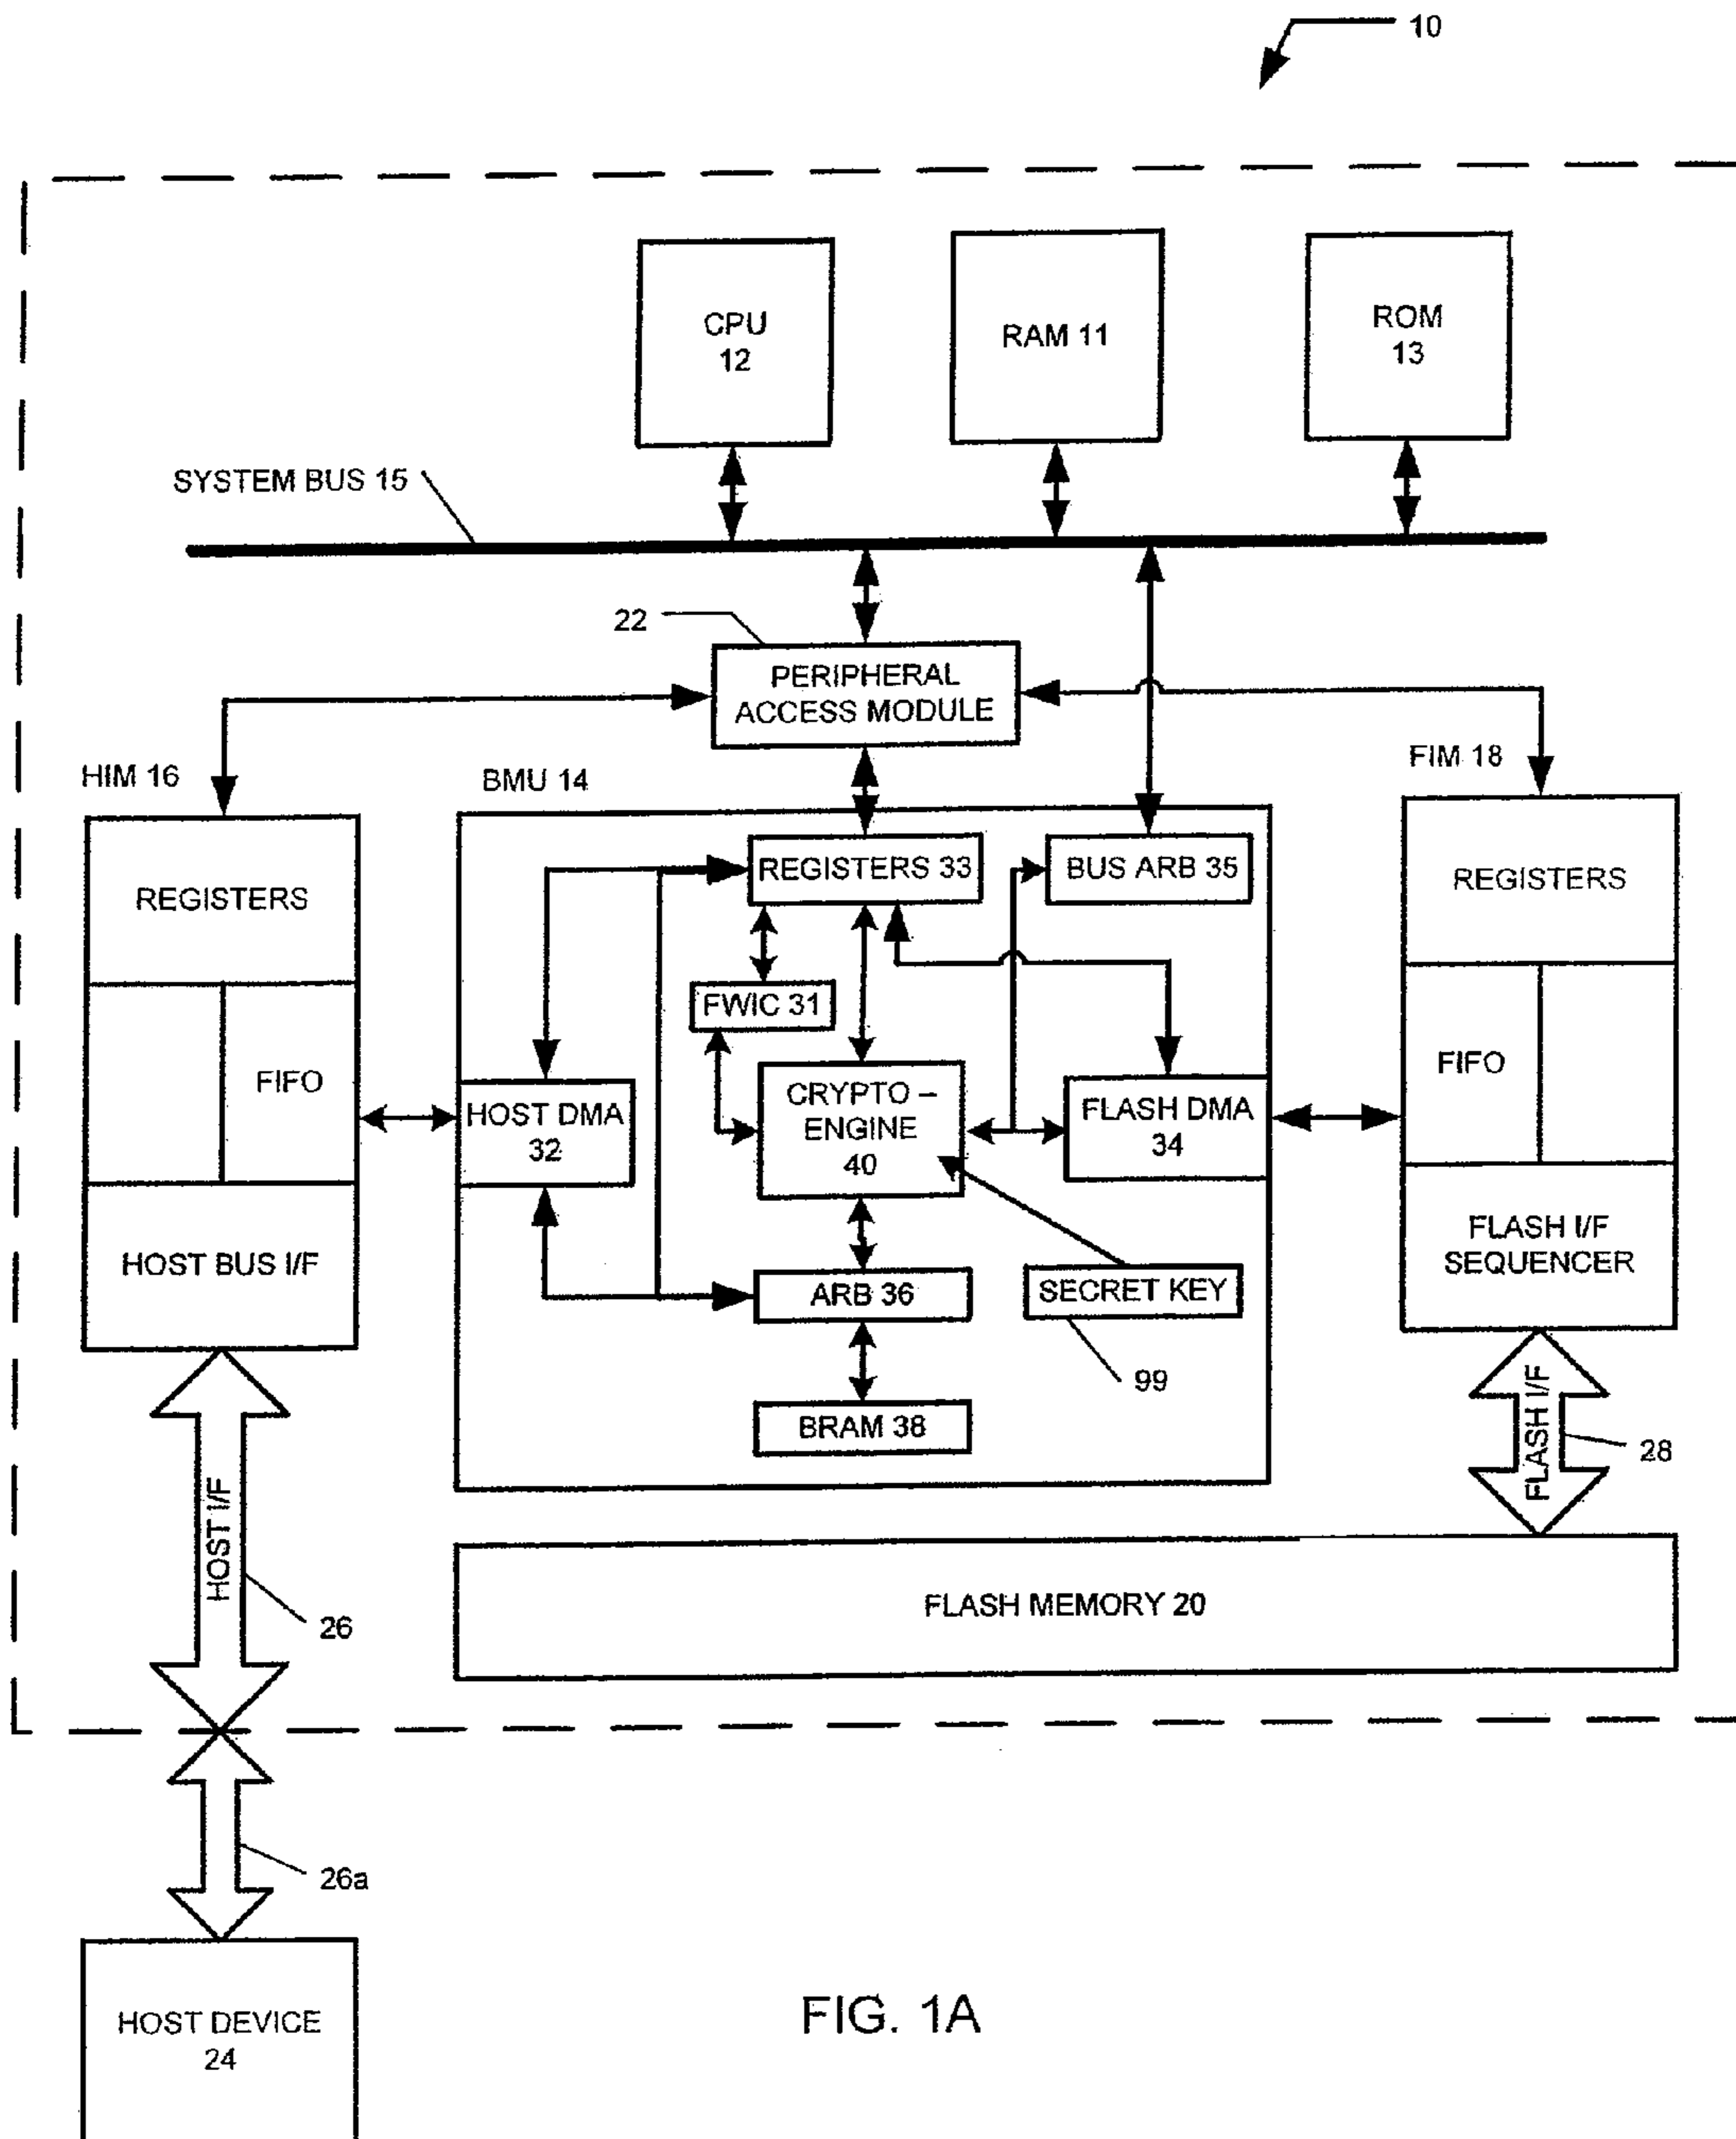 10
CPU
12
RAM 11
ROM
13
SYSTEM BUS 15
22
PERIPHERAL
ACCESS MODULE
HIM 16
BMU 14
FIM 18
REGISTERS
REGISTERS 33
BUS ARB 35
REGISTERS
FWIC 31
FIFO
HOST DMA
32
CRYPTO –
ENGINE
40
FLASH DMA
34
FIFO
HOST BUS I/F
ARB 36
SECRET KEY
FLASH I/F
SEQUENCER
99
BRAM 38
HOST I/F
26
FLASH I/F
28
FLASH MEMORY 20
26a
HOST DEVICE
24
FIG. 1A